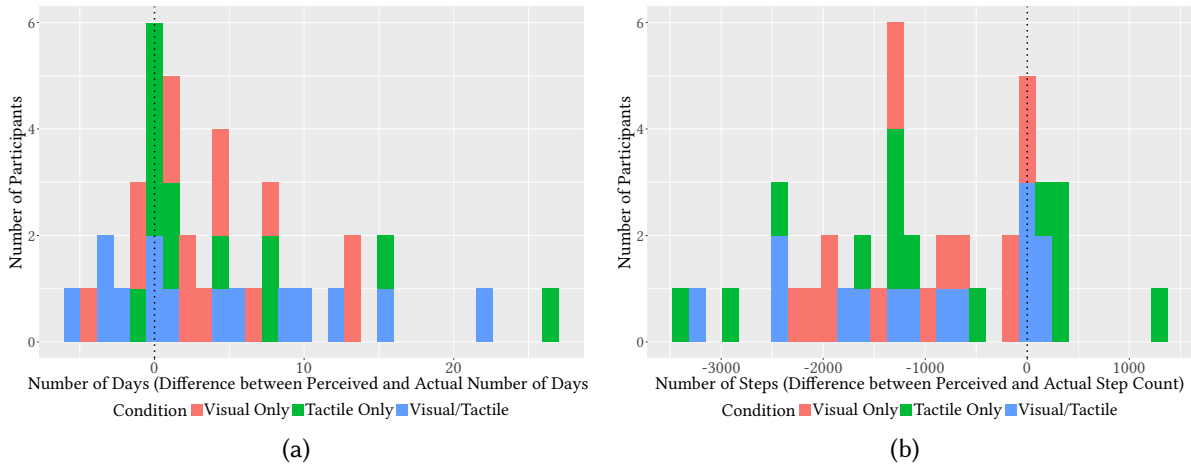 6
4
2
0
Number of Participants
0 10 20
Number of Days (Difference between Perceived and Actual Number of Days
Condition Visual Only Tactile Only Visual/Tactile
(a)
6
4
2
0
Number of Participants
-3000 -2000 -1000 0 1000
Number of Steps (Difference between Perceived and Actual Step Count)
Condition Visual Only Tactile Only Visual/Tactile
(b)